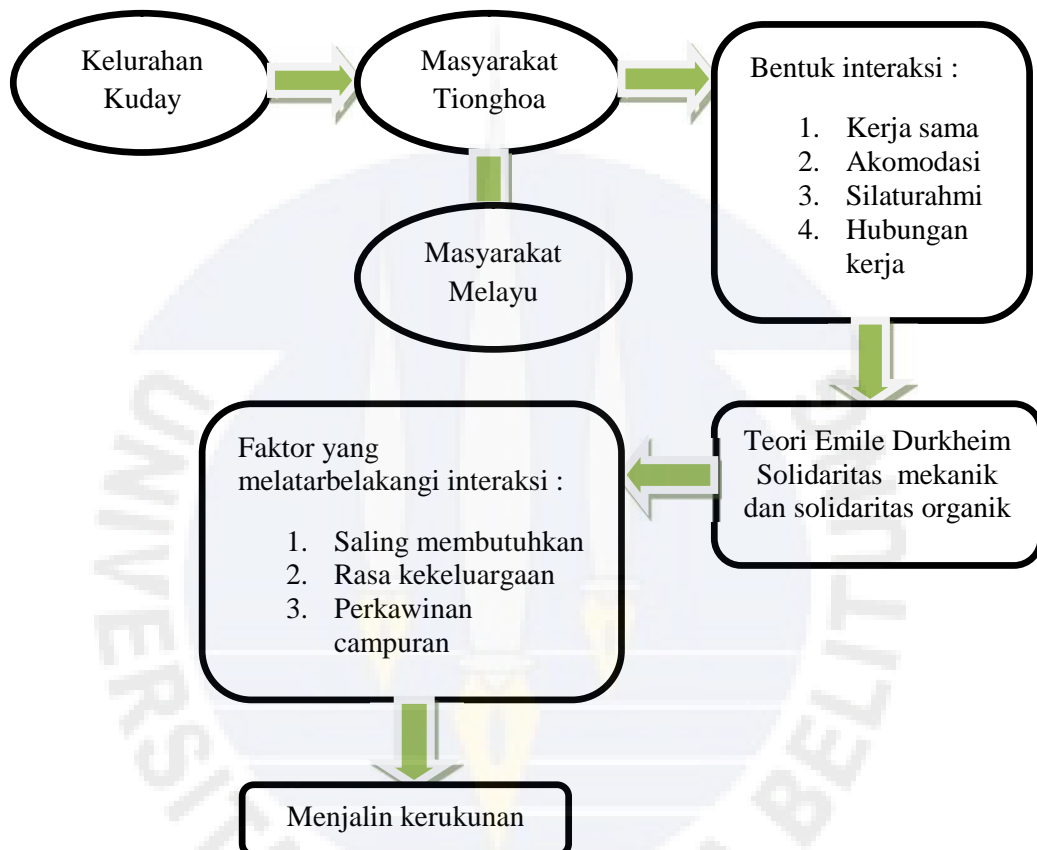 Kelurahan
Kuday
Masyarakat
Tionghoa
Masyarakat
Melayu
Bentuk interaksi :
1. Kerja sama
2. Akomodasi
3. Silaturahmi
4. Hubungan
kerja
Teori Emile Durkheim
Solidaritas mekanik
dan solidaritas organik
Faktor yang
melatarbelakangi interaksi :
1. Saling membutuhkan
2. Rasa kekeluargaan
3. Perkawinan
campuran
Menjalin kerukunan
BELITUNG